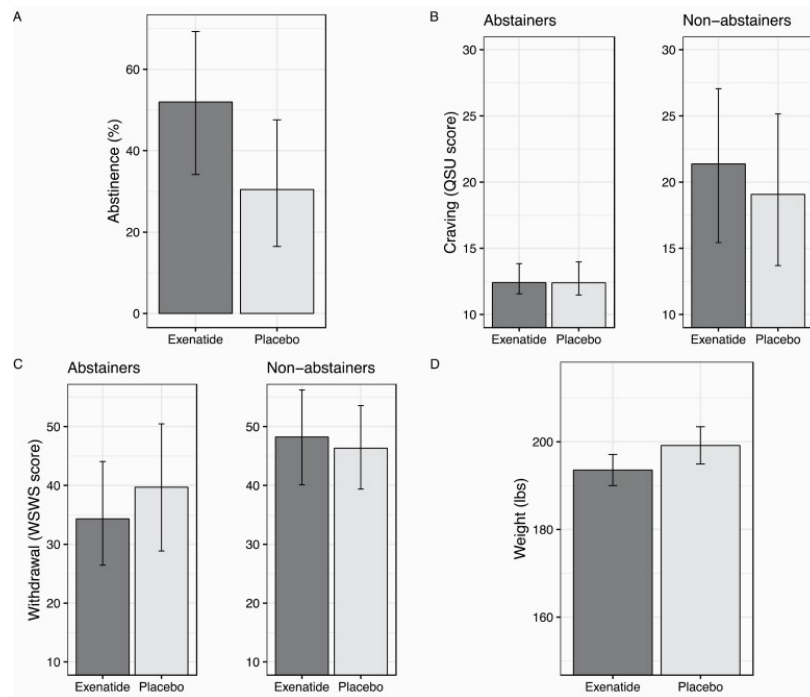 A
Abstinence (%)
60
40
20
0
Exenatide Placebo
B
Abstainers
Non−abstainers
Craving (QSU score)
30
25
20
15
10
30
25
20
15
10
Exenatide Placebo
Exenatide Placebo
C
Abstainers
Non−abstainers
Withdrawal (WSWS score)
50
40
30
20
10
50
40
30
20
10
Exenatide Placebo
Exenatide Placebo
D
Weight (lbs)
200
180
160
Exenatide Placebo